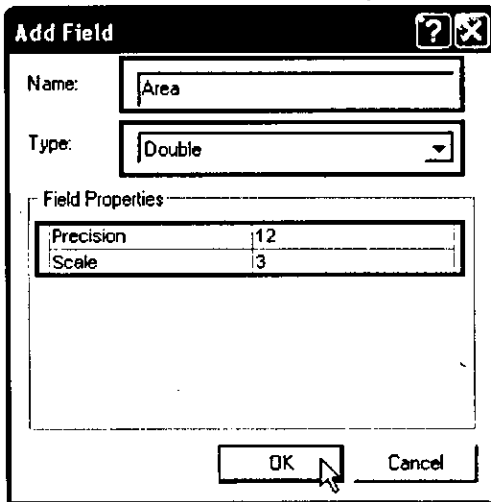 Add Field ? X
Name: Area
Type: Double
Field Properties
Precision 12
Scale 3
OK Cancel